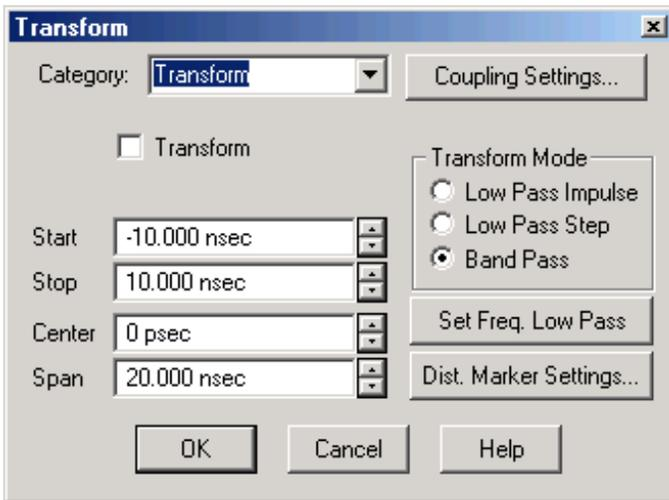 Transform
Category: Transform
Coupling Settings...
Transform
Transform Mode
Low Pass Impulse
Low Pass Step
Band Pass
Start -10.000 nsec
Stop 10.000 nsec
Center 0 psec
Span 20.000 nsec
Set Freq. Low Pass
Dist. Marker Settings...
OK Cancel Help